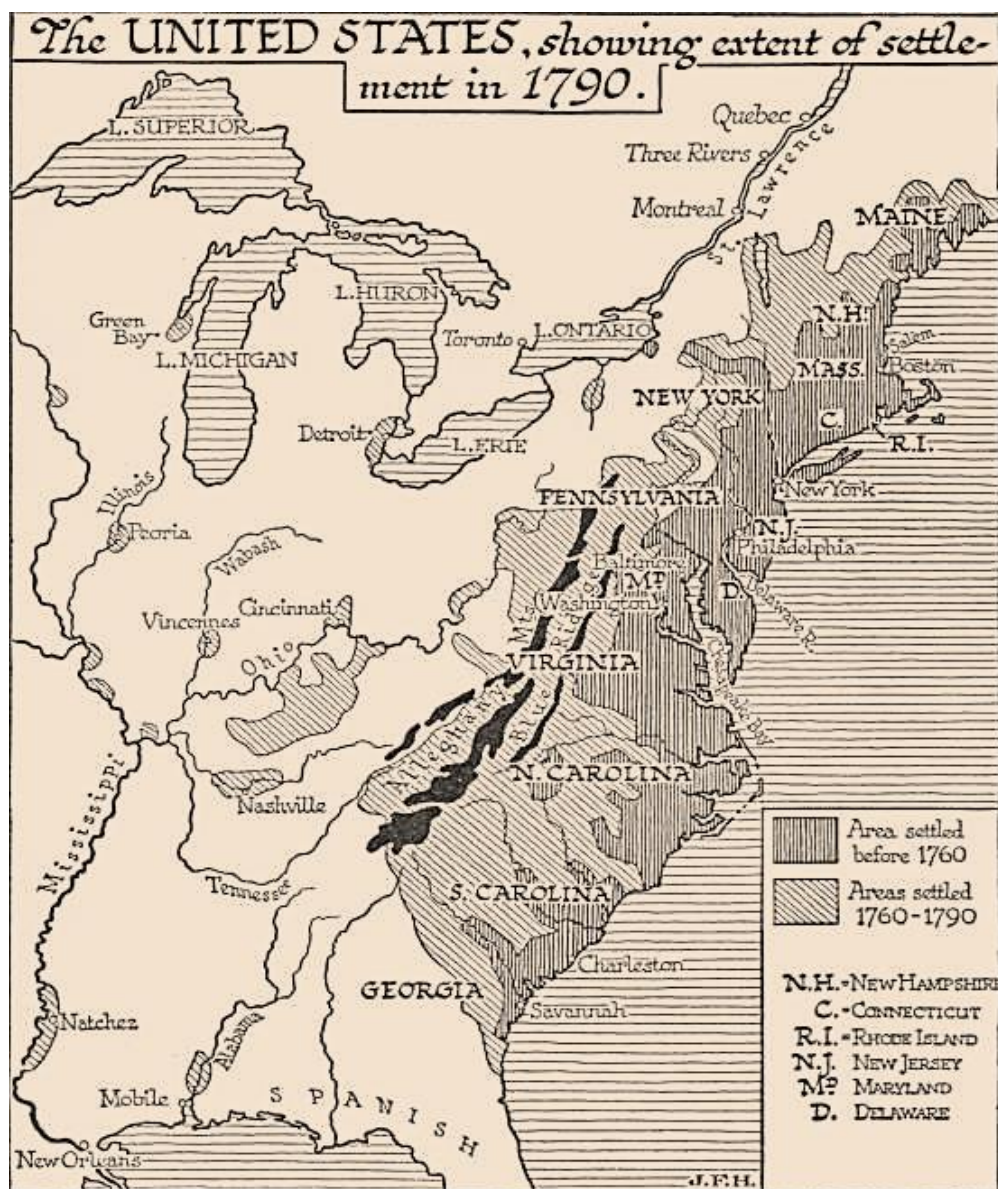 The UNITED STATES, showing extent of settle-
ment in 1790.
L. SUPERIOR
Quebec
Three Rivers
Montreal
St. Lawrence
MAINE
L. HURON
Green
Bay
L. MICHIGAN
Toronto
L. ONTARIO
N.H.
Salem
Boston
MASS.
NEW YORK
C.
R.I.
Detroit
L. ERIE
Illinois
PENNSYLVANIA
New York
Peoria
N.J.
Philadelphia
Wabash
Baltimore
MD
D.
Delaware R.
Cincinnati
Washington
Vincennes
Ohio
VIRGINIA
Chesapeake Bay
Alleghany Mts.
Blue Ridge
N. CAROLINA
Nashville
Mississippi
Tennesser
S. CAROLINA
Charleston
GEORGIA
Savannah
Natchez
Alabama
Mobile
SPANISH
New Orleans
J.F.H.
Area settled
before 1760
Areas settled
1760-1790
N.H.=NEW HAMPSHIRE
C.=CONNECTICUT
R.I.=RHODE ISLAND
N.J. NEW JERSEY
MD MARYLAND
D. DELAWARE